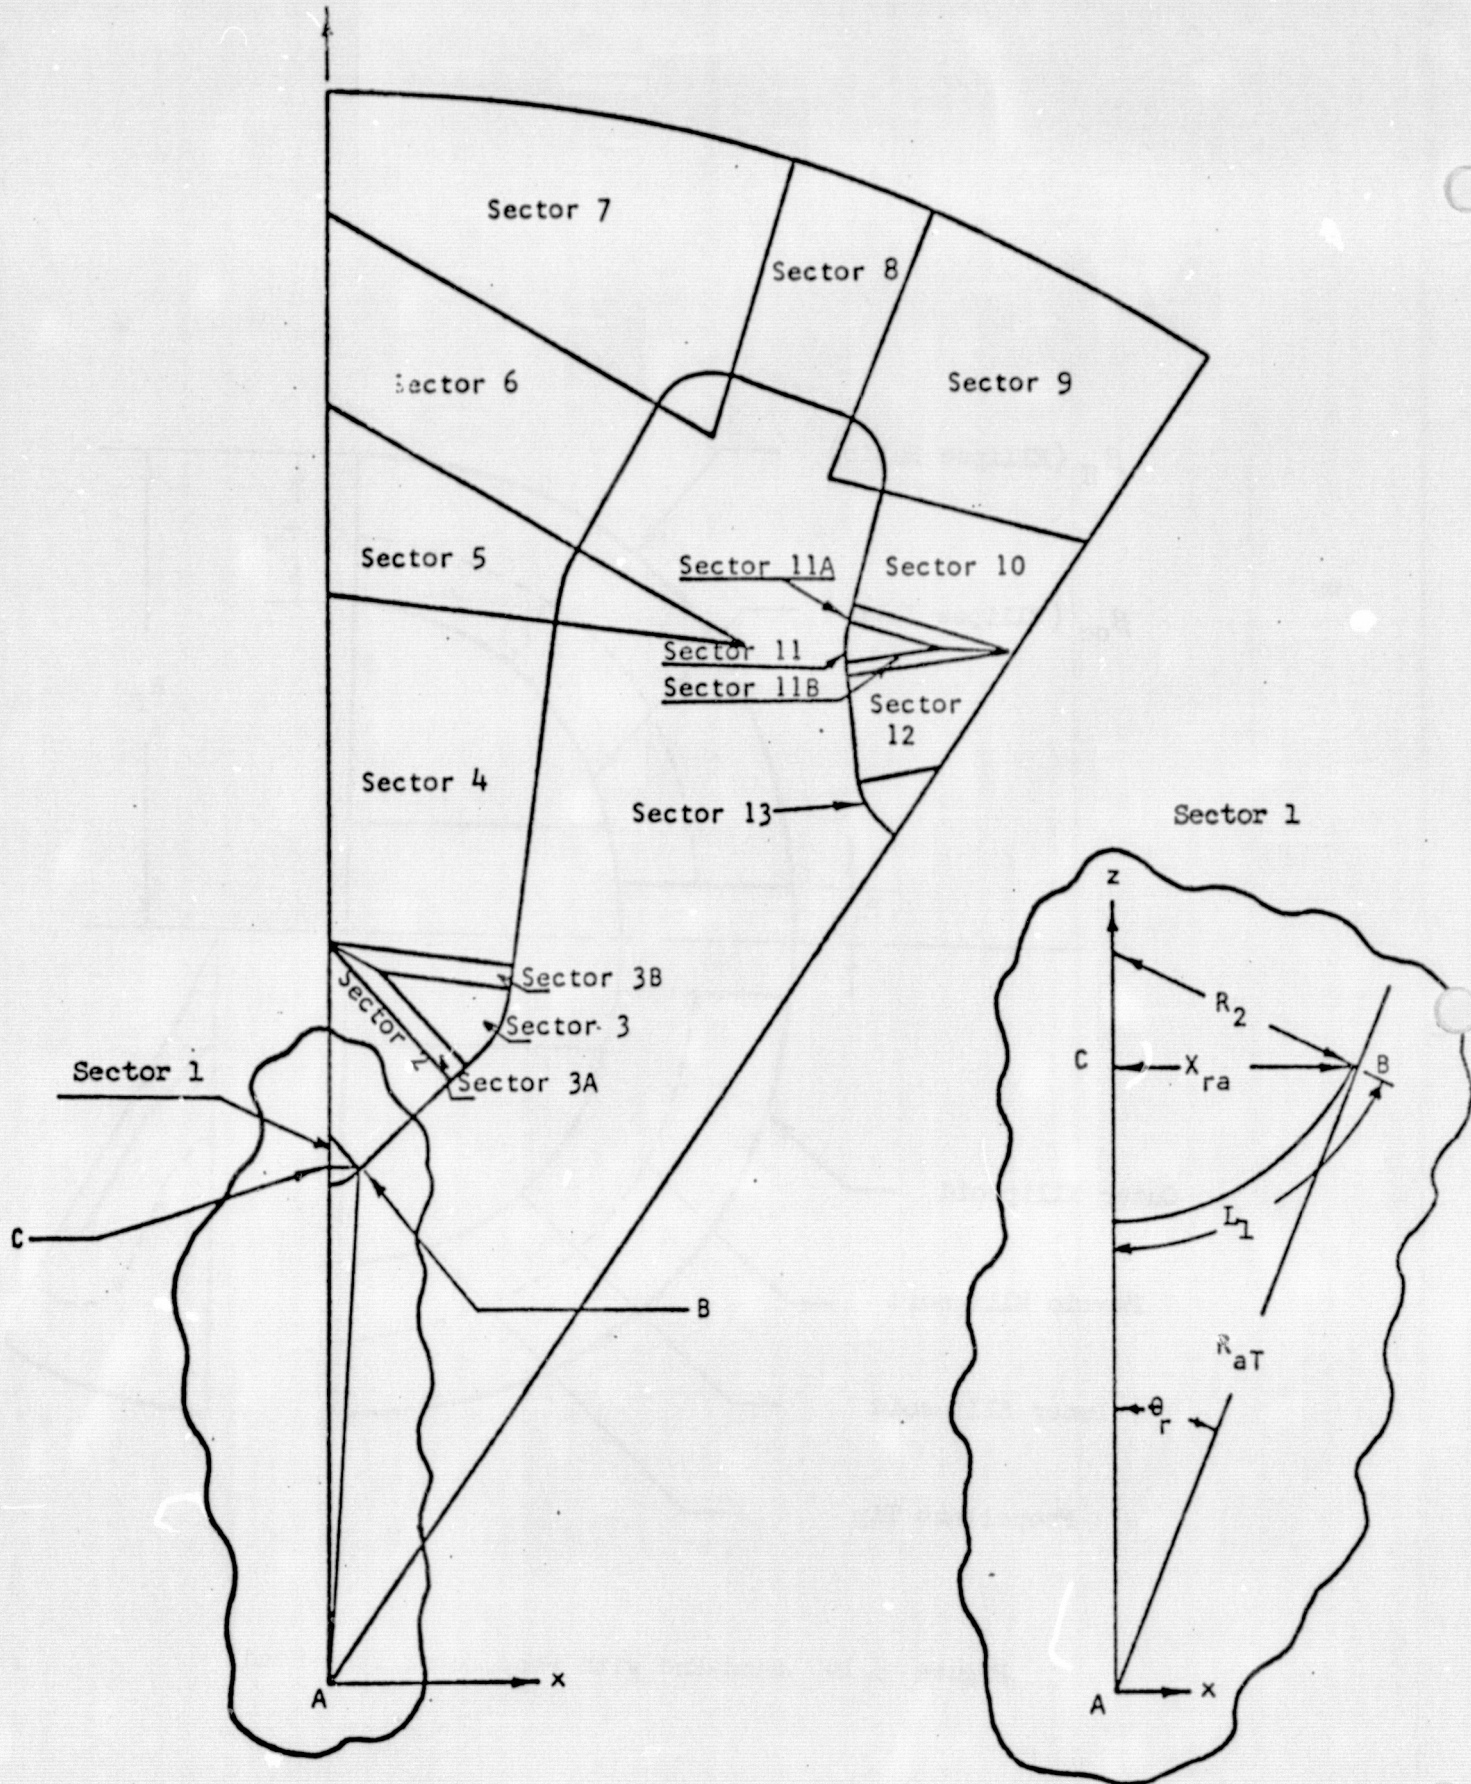 Sector 7
Sector 8
Sector 6
Sector 9
Sector 5
Sector 11A
Sector 10
Sector 11
Sector 11B
Sector
12
Sector 4
Sector 13
Sector 3B
Sector 2
Sector 3
Sector 3A
Sector 1
C
B
A
x
Sector 1
z
R2
C
Xra
B
L1
RaT
θr
A
x